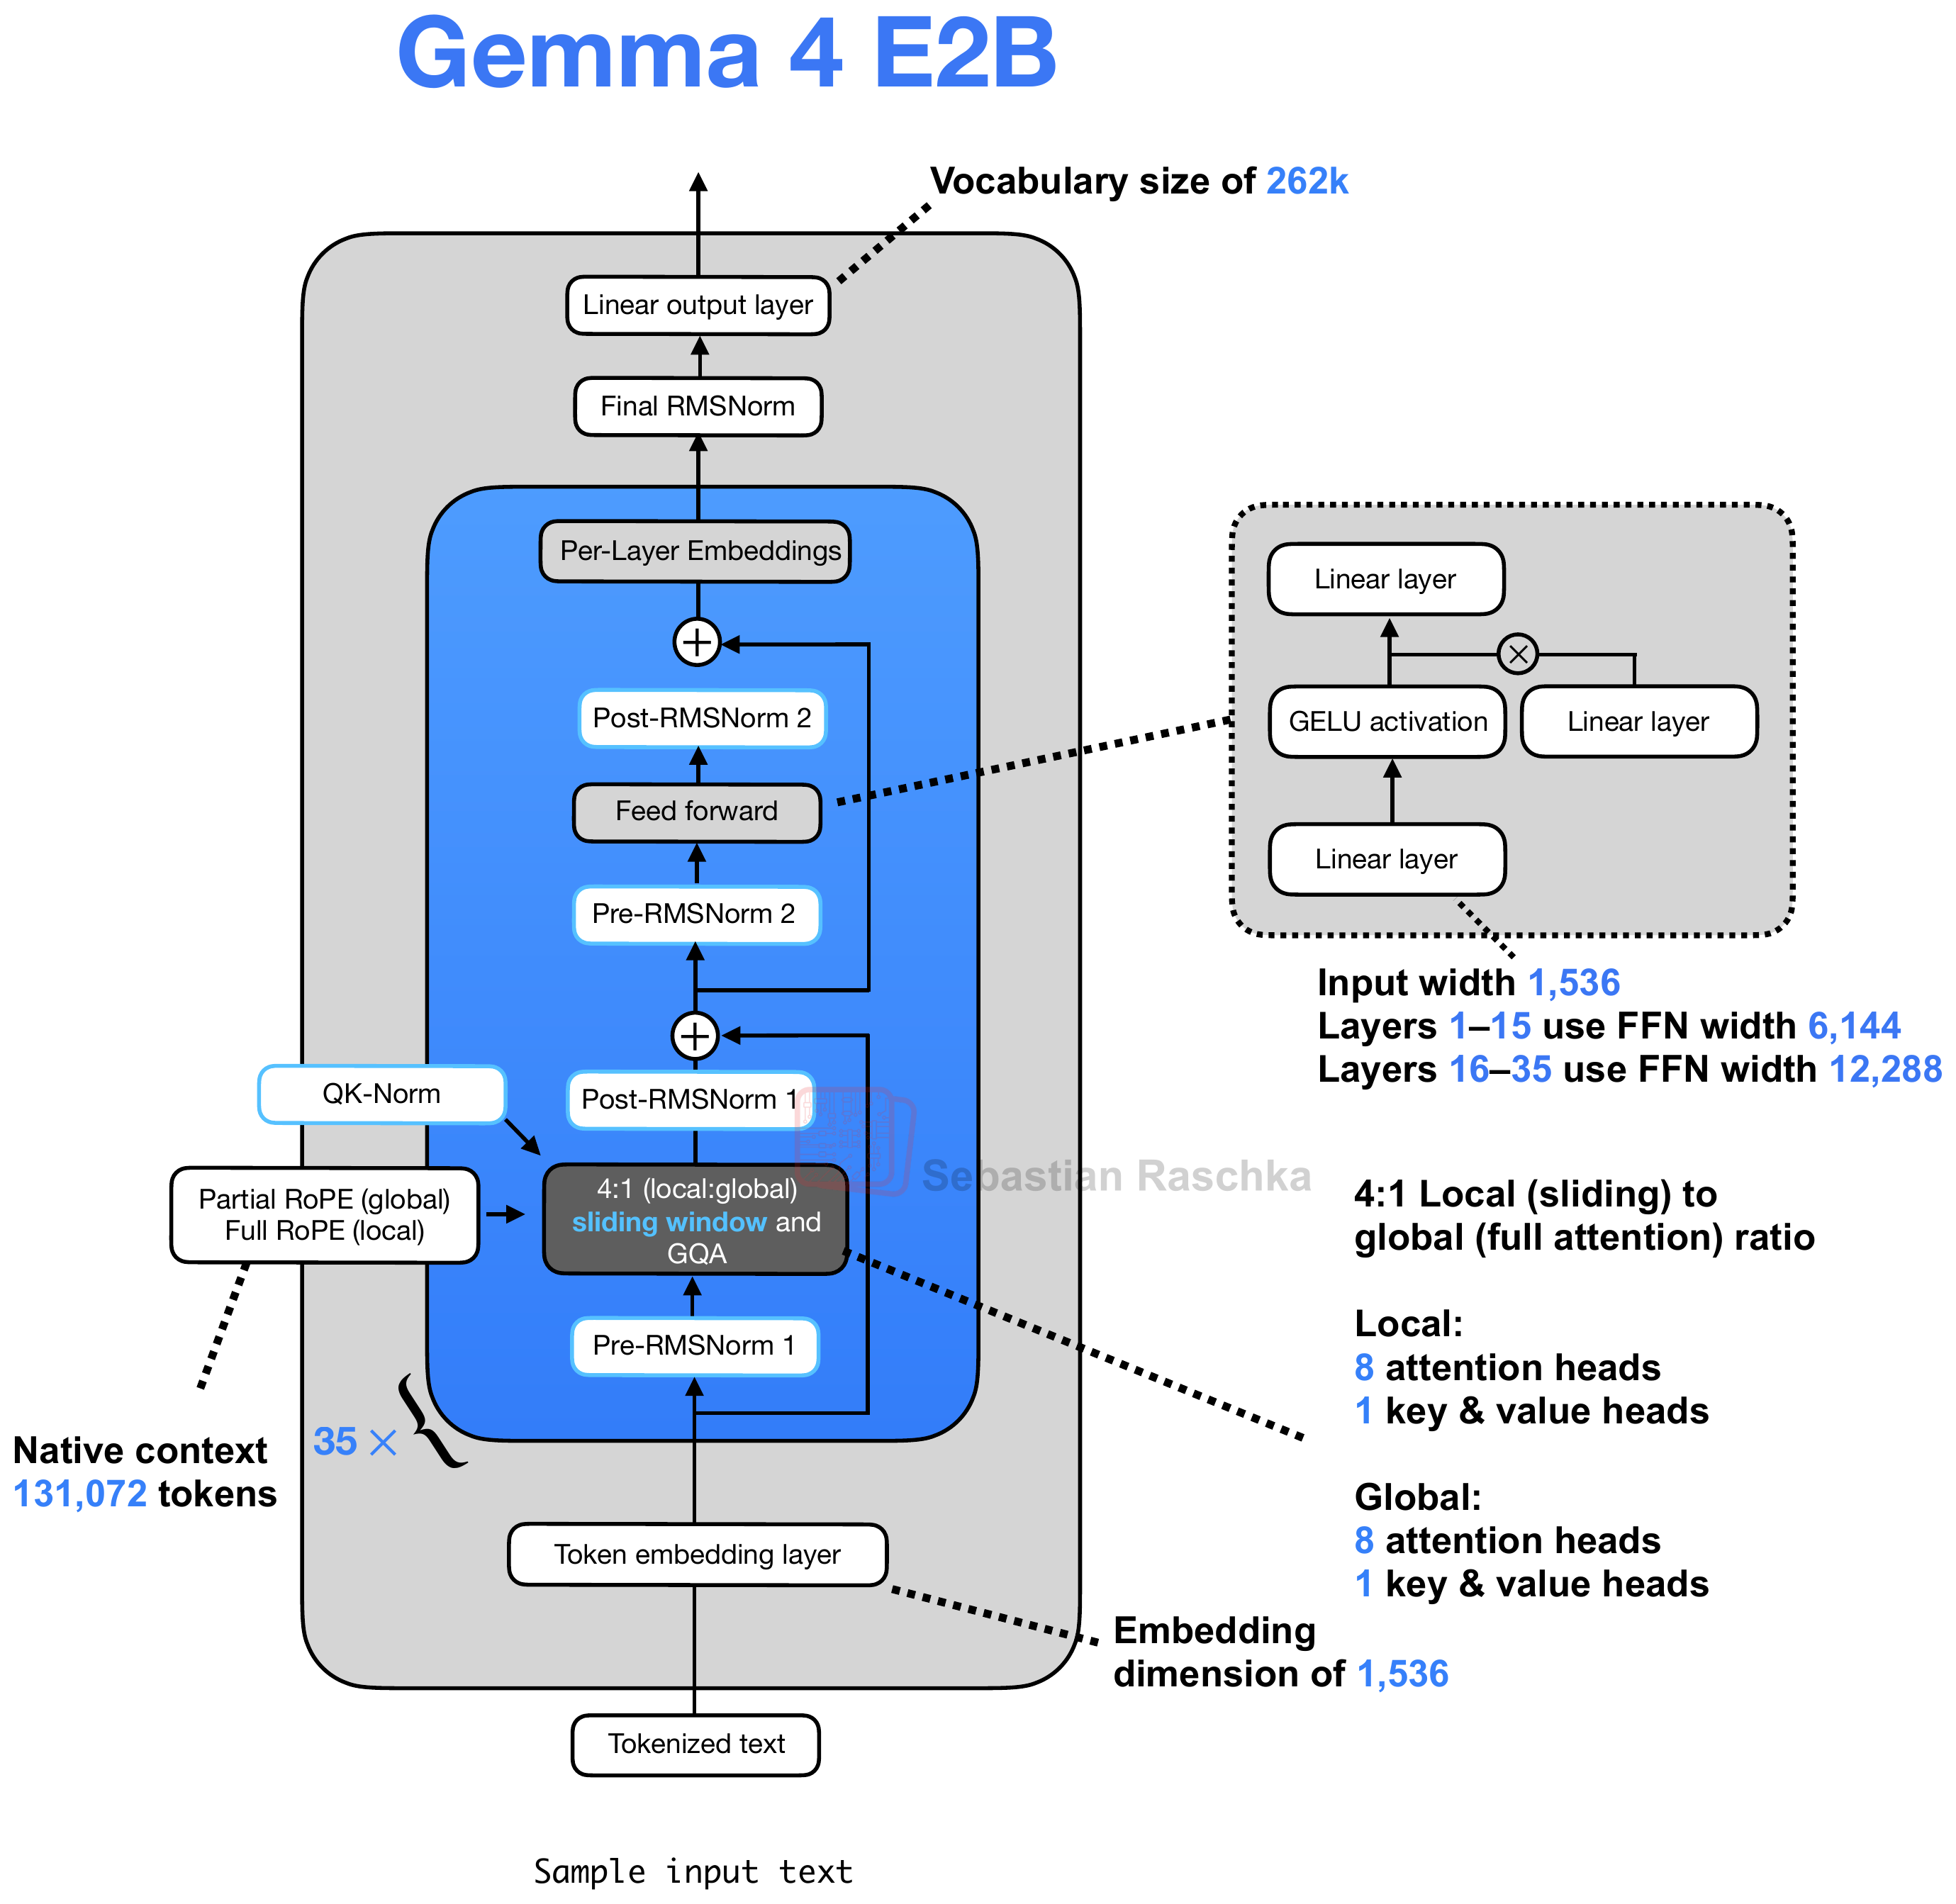 Gemma 4 E2B
Vocabulary size of 262k
Linear output layer
Final RMSNorm
Per-Layer Embeddings
Post-RMSNorm 2
Feed forward
Pre-RMSNorm 2
Linear layer
GELU activation
Linear layer
Linear layer
Input width 1,536
Layers 1–15 use FFN width 6,144
Layers 16–35 use FFN width 12,288
QK-Norm
Post-RMSNorm 1
Partial RoPE (global)
Full RoPE (local)
4:1 (local:global)
sliding window and
GQA
Sebastian Raschka
4:1 Local (sliding) to
global (full attention) ratio
Local:
8 attention heads
1 key & value heads
Global:
8 attention heads
1 key & value heads
Pre-RMSNorm 1
35 ×
Native context
131,072 tokens
Token embedding layer
Embedding
dimension of 1,536
Tokenized text
Sample input text